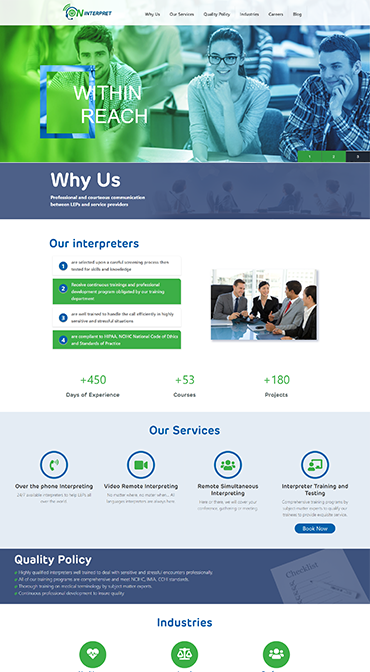 ON INTERPRET
Why Us Our Services Quality Policy Industries Careers Blog
WITHIN
REACH
1 2 3
Why Us
Professional and courteous communication
between LEPs and service providers
Our interpreters
1 are selected upon a careful screening process then
tested for skills and knowledge
2 Receive continuous trainings and professional
development program obligated by our training
department
3 are well trained to handle the call efficiently in highly
sensitive and stressful situations
4 are compliant to HIPAA, NCIHC National Code of Ethics
and Standards of Practice
+450 +53 +180
Days of Experience Courses Projects
Our Services
Over the phone Interpreting
24/7 available interpreters to help LEPs all
over the world
Video Remote Interpreting
No matter where, no matter when, All
languages interpreters are always here.
Remote Simultaneous
Interpreting
Here or there, we will cover your
conference, gathering or meeting
Interpreter Training and
Testing
Comprehensive training programs by
subject matter experts to qualify our
trainees to provide exquisite service.
Book Now
Quality Policy
Highly qualified interpreters well trained to deal with sensitive and stressful encounters professionally.
All of our training programs are comprehensive and meet NCIHC, IMIA, CCHI standards.
Thorough training on medical terminology by subject matter experts.
Continuous professional development to insure quality.
Checklist
Industries